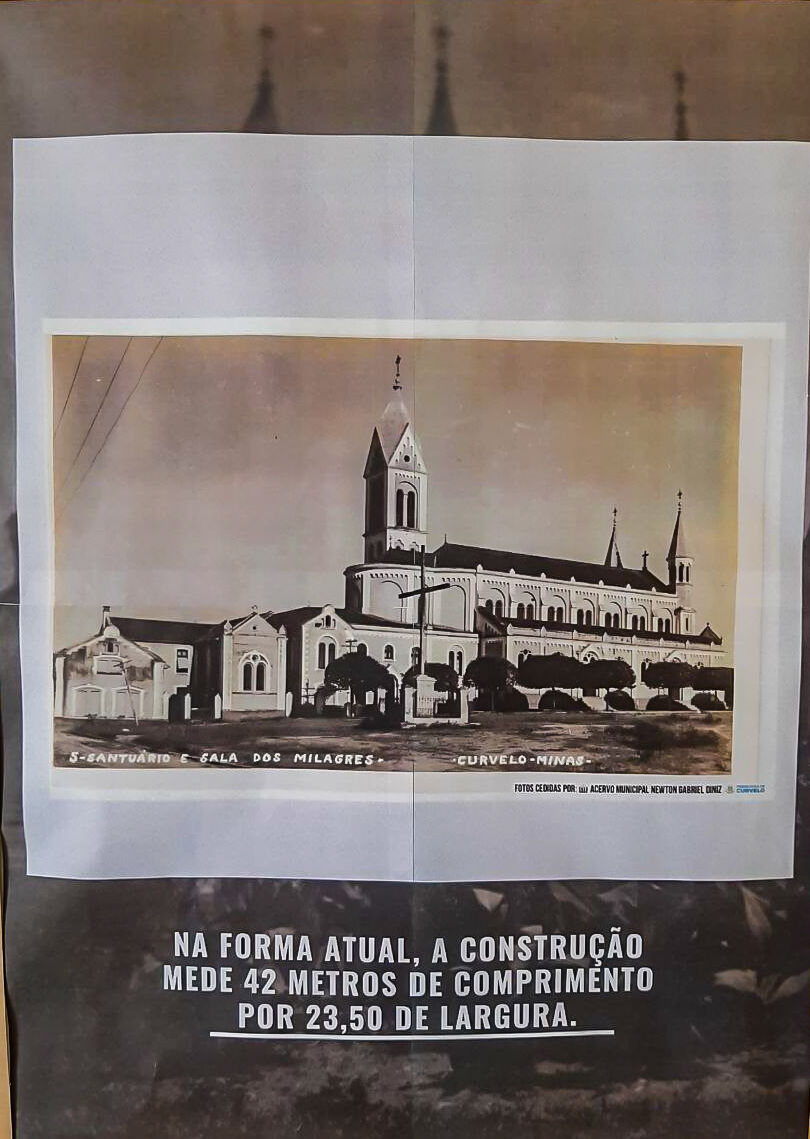 5-SANTUÁRIO E SALA DOS MILAGRES- -CURVELO-MINAS-
FOTOS CEDIDAS POR: ACERVO MUNICIPAL NEWTON GABRIEL DINIZ CURVELO
NA FORMA ATUAL, A CONSTRUÇÃO
MEDE 42 METROS DE COMPRIMENTO
POR 23,50 DE LARGURA.